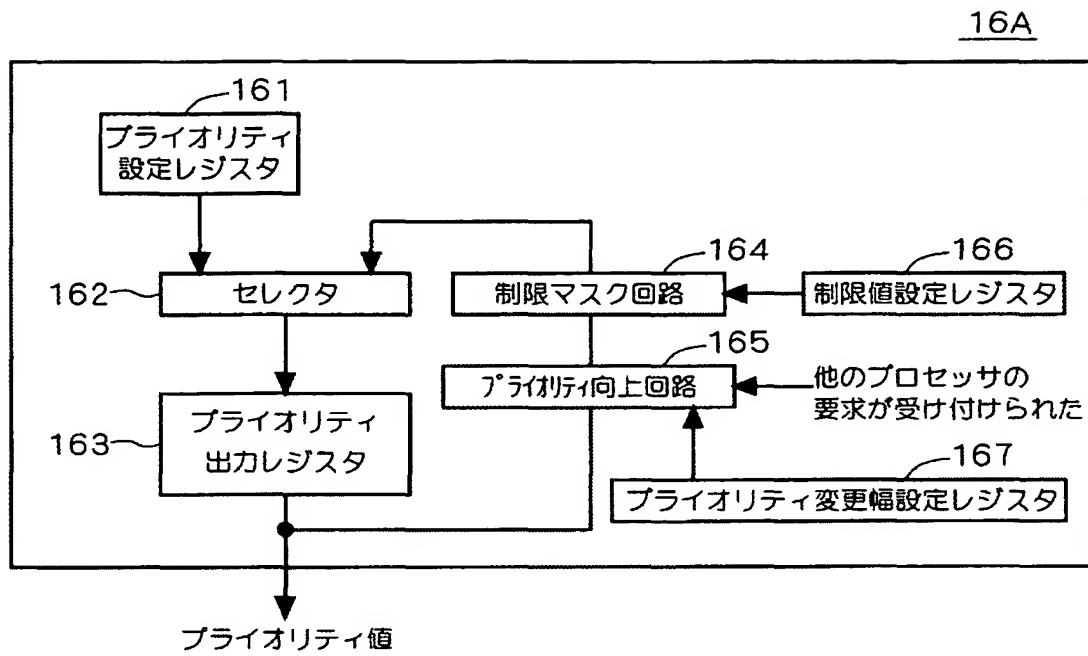 16A
161
プライオリティ
設定レジスタ
162
セレクタ
164
制限マスク回路
166
制限値設定レジスタ
165
プライオリティ向上回路
他のプロセッサの
要求が受け付けられた
163
プライオリティ
出力レジスタ
167
プライオリティ変更幅設定レジスタ
プライオリティ値